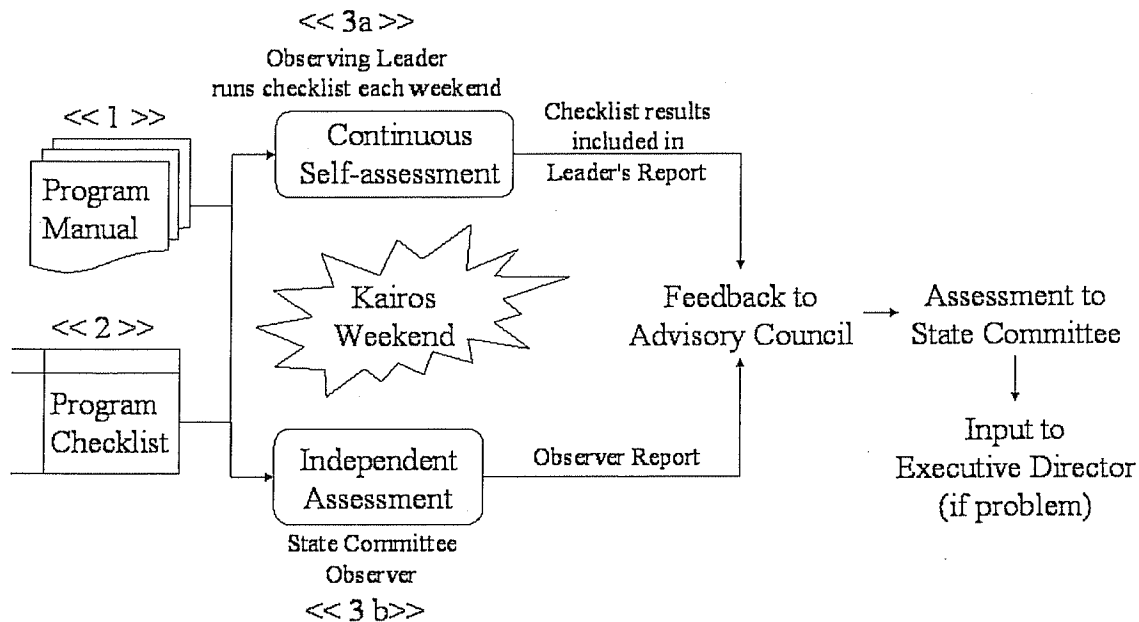 << 3a >>
Observing Leader
runs checklist each weekend
<< 1 >>
Program
Manual
Continuous
Self-assessment
Checklist results
included in
Leader's Report
Kairos
Weekend
Feedback to
Advisory Council
Assessment to
State Committee
<< 2 >>
Program
Checklist
Independent
Assessment
Observer Report
Input to
Executive Director
(if problem)
State Committee
Observer
<< 3 b>>